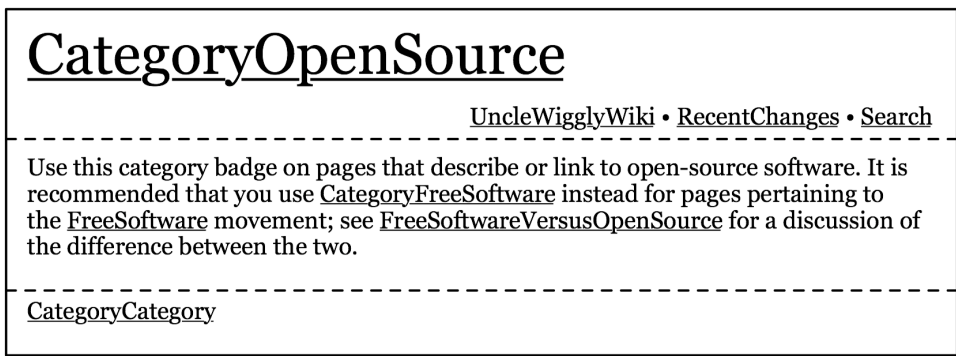 CategoryOpenSource
UncleWigglyWiki • RecentChanges • Search
Use this category badge on pages that describe or link to open-source software. It is
recommended that you use CategoryFreeSoftware instead for pages pertaining to
the FreeSoftware movement; see FreeSoftwareVersusOpenSource for a discussion of
the difference between the two.
CategoryCategory